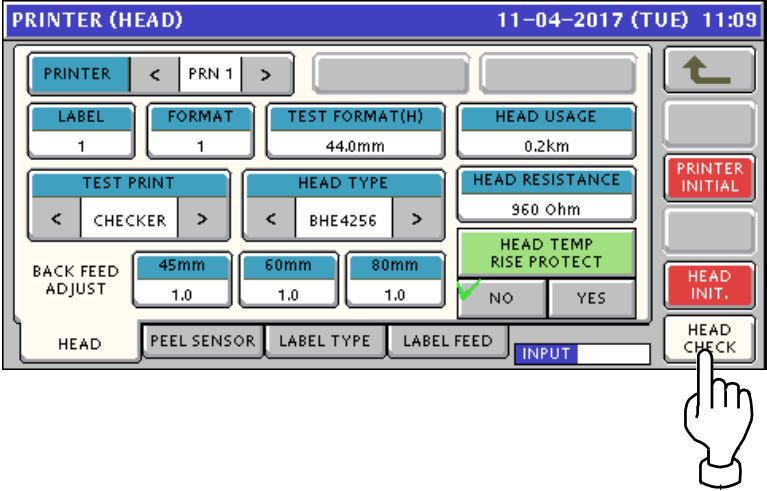 PRINTER (HEAD) 11-04-2017 (TUE) 11:09
PRINTER < PRN 1 >
LABEL FORMAT TEST FORMAT(H) HEAD USAGE
1 1 44.0mm 0.2km
PRINTER
INITIAL
TEST PRINT HEAD TYPE HEAD RESISTANCE
< CHECKER > < BHE4256 > 960 Ohm
HEAD TEMP
RISE PROTECT
NO YES
BACK FEED
ADJUST
45mm 60mm 80mm
1.0 1.0 1.0
HEAD
INIT.
HEAD PEEL SENSOR LABEL TYPE LABEL FEED INPUT
HEAD
CHECK